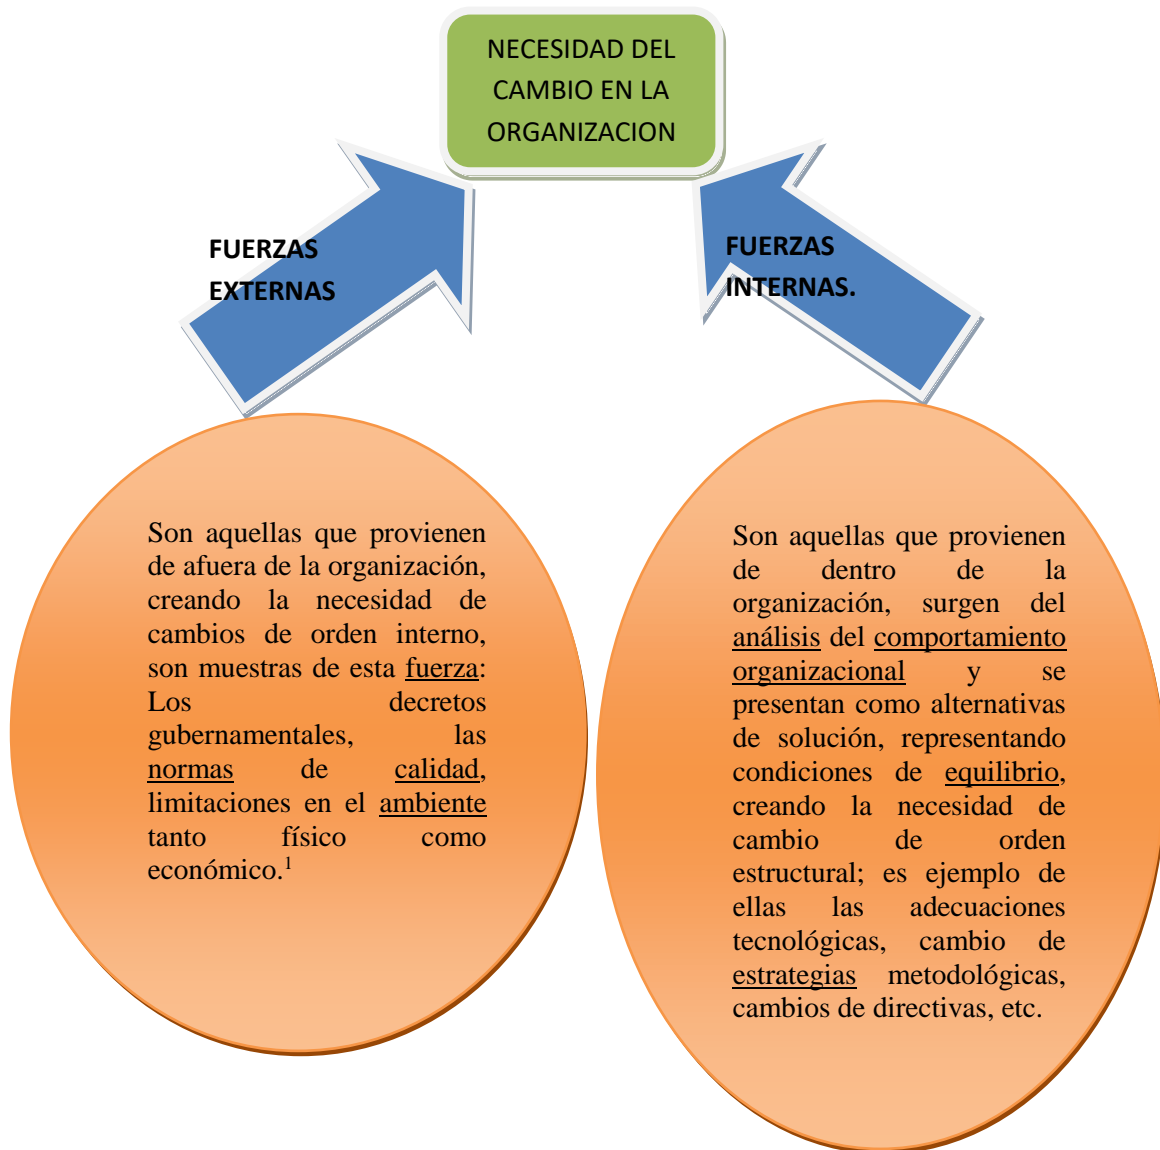 NECESIDAD DEL
CAMBIO EN LA
ORGANIZACION
FUERZAS
EXTERNAS
FUERZAS
INTERNAS.
Son aquellas que provienen
de afuera de la organización,
creando la necesidad de
cambios de orden interno,
son muestras de esta fuerza:
Los decretos
gubernamentales, las
normas de calidad,
limitaciones en el ambiente
tanto físico como
económico.1
Son aquellas que provienen
de dentro de la
organización, surgen del
análisis del comportamiento
organizacional y se
presentan como alternativas
de solución, representando
condiciones de equilibrio,
creando la necesidad de
cambio de orden
estructural; es ejemplo de
ellas las adecuaciones
tecnológicas, cambio de
estrategias metodológicas,
cambios de directivas, etc.